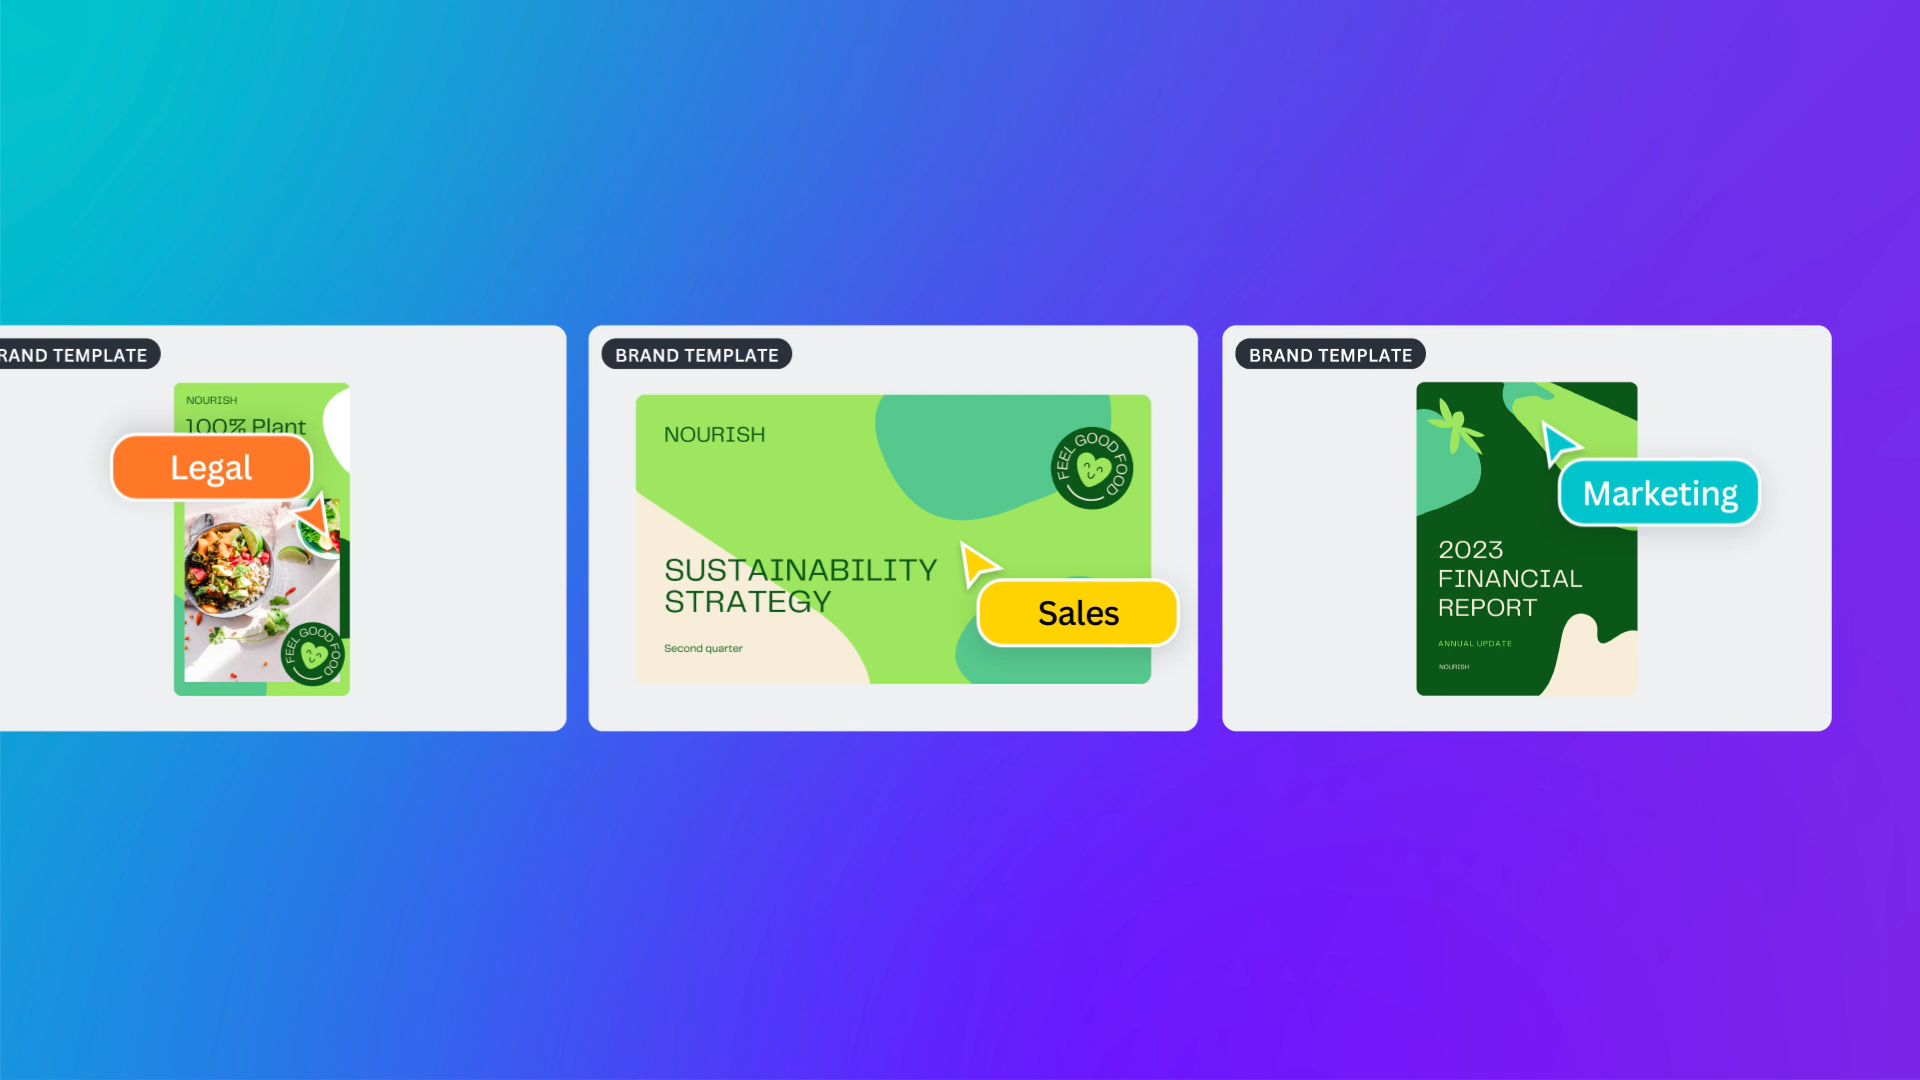 RAND TEMPLATE
NOURISH
100% Plant
Legal
FEEL GOOD FOOD
BRAND TEMPLATE
NOURISH
FEEL GOOD FOOD
SUSTAINABILITY
STRATEGY
Second quarter
Sales
BRAND TEMPLATE
Marketing
2023
FINANCIAL
REPORT
ANNUAL UPDATE
NOURISH